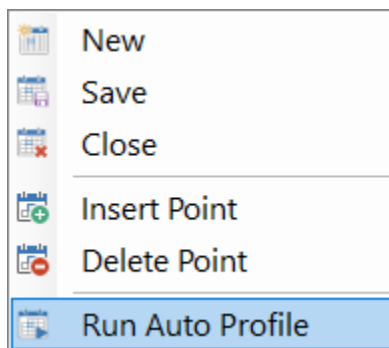 New
Save
Close
Insert Point
Delete Point
Run Auto Profile